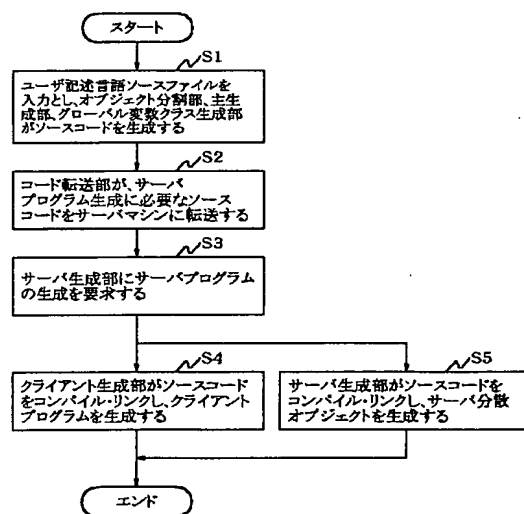 スタート
S1
ユーザ記述言語ソースファイルを
入力とし、オブジェクト分割部、主生
成部、グローバル変数クラス生成部
がソースコードを生成する
S2
コード転送部が、サーバ
プログラム生成に必要なソース
コードをサーバマシンに転送する
S3
サーバ生成部にサーバプログラム
の生成を要求する
S4
クライアント生成部がソースコード
をコンパイル・リンクし、クライアント
プログラムを生成する
S5
サーバ生成部がソースコードを
コンパイル・リンクし、サーバ分散
オブジェクトを生成する
エンド